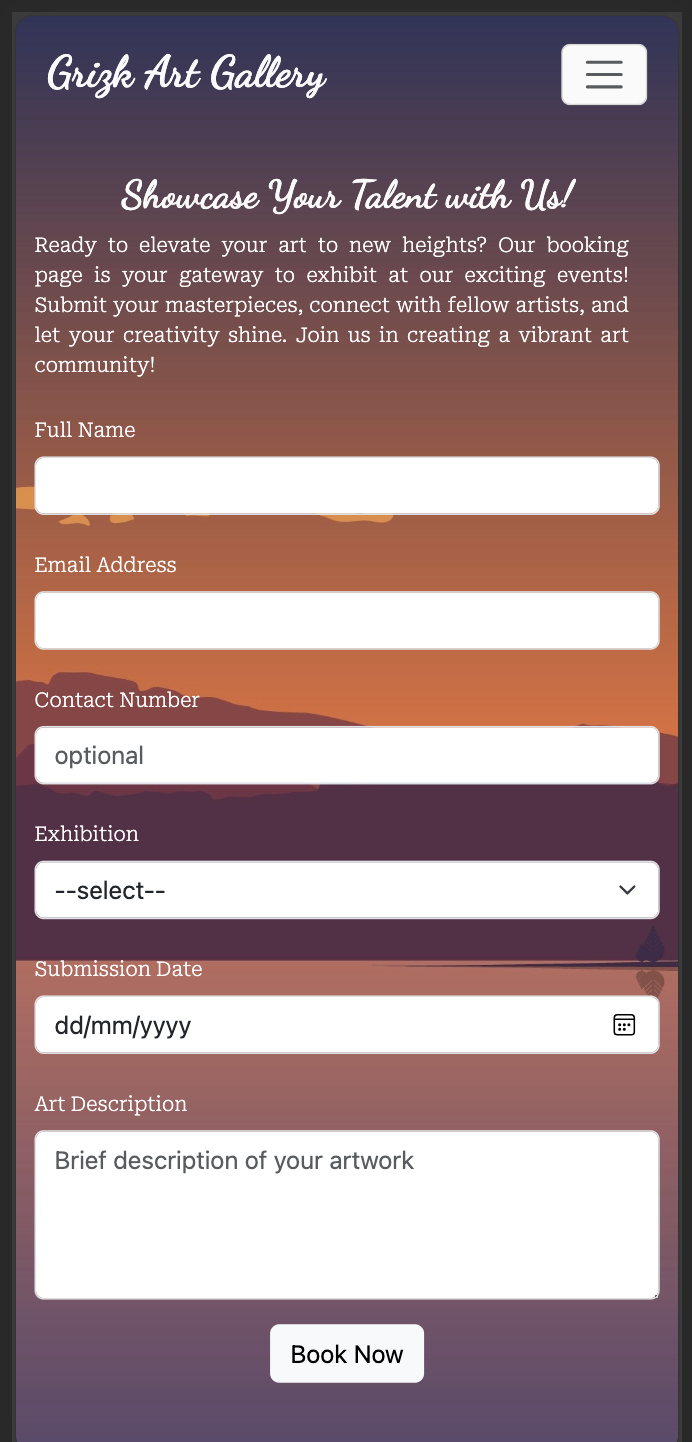 Grizk Art Gallery
Showcase Your Talent with Us!
Ready to elevate your art to new heights? Our booking
page is your gateway to exhibit at our exciting events!
Submit your masterpieces, connect with fellow artists, and
let your creativity shine. Join us in creating a vibrant art
community!
Full Name
Email Address
Contact Number
optional
Exhibition
--select--
Submission Date
dd/mm/yyyy
Art Description
Brief description of your artwork
Book Now